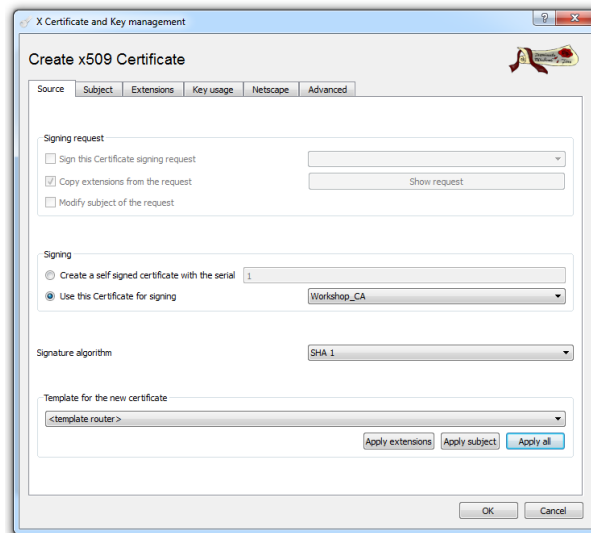 X Certificate and Key management
Create x509 Certificate
Source Subject Extensions Key usage Netscape Advanced
Signing request
Sign this Certificate signing request
Copy extensions from the request Show request
Modify subject of the request
Signing
Create a self signed certificate with the serial 1
Use this Certificate for signing Workshop_CA
Signature algorithm SHA 1
Template for the new certificate
<template router>
Apply extensions Apply subject Apply all
OK Cancel